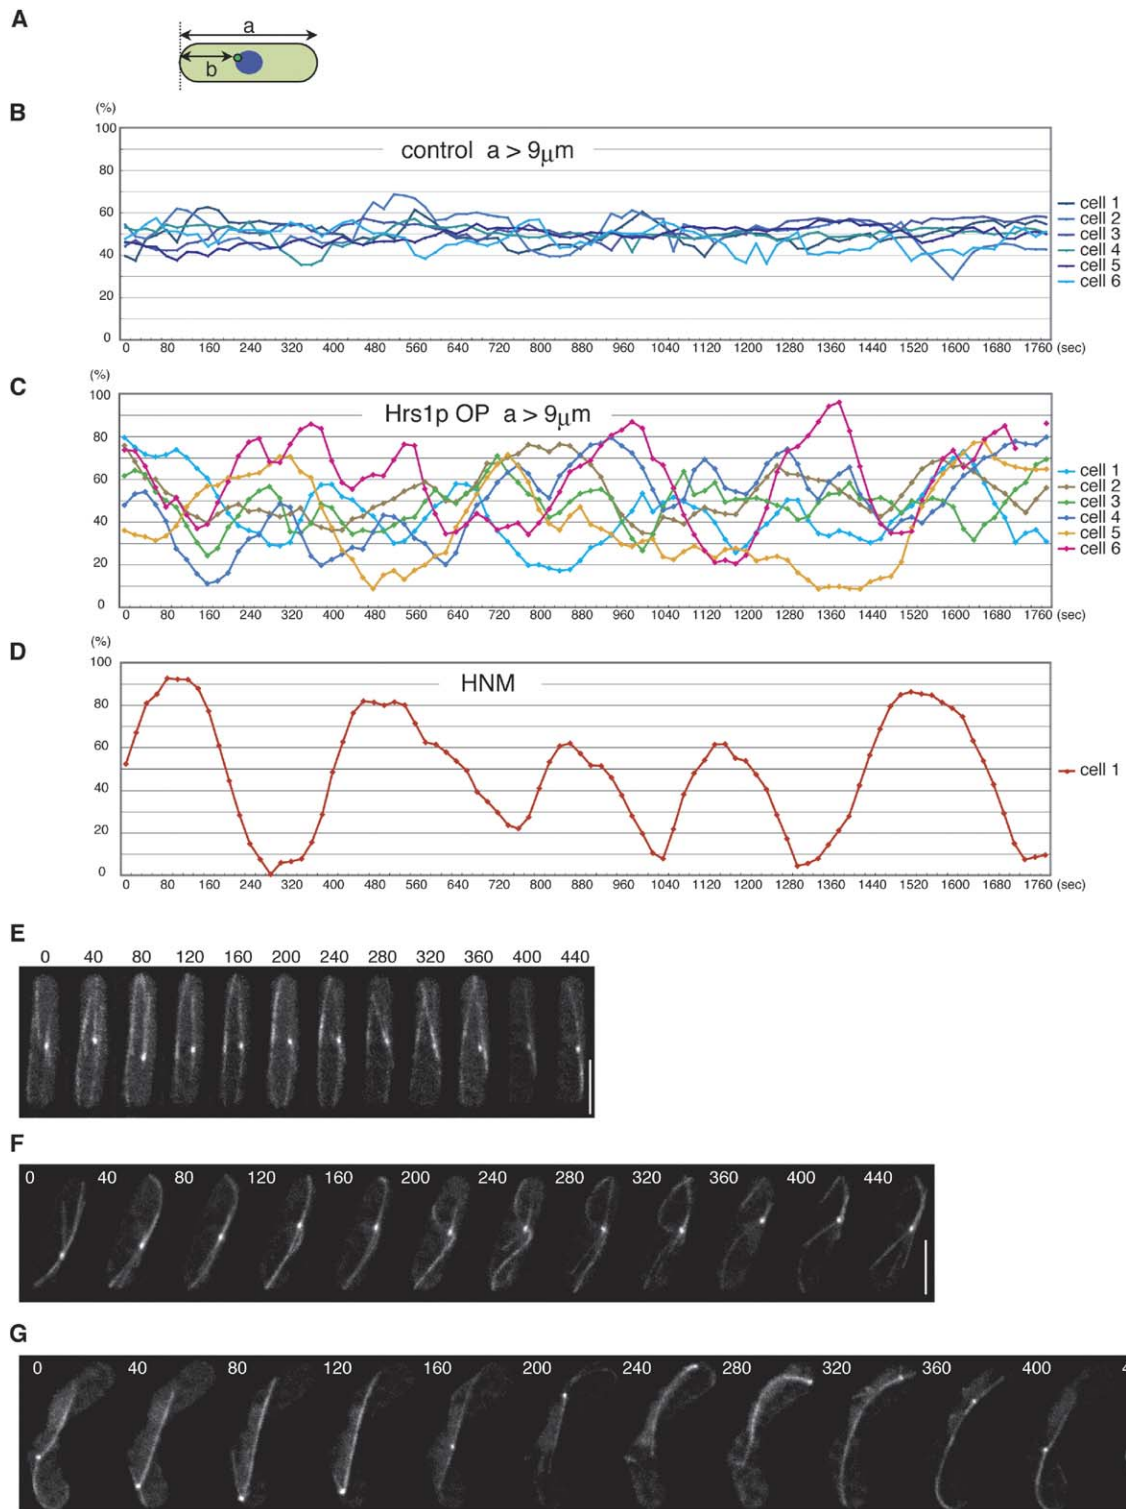 A
a
b
B
(%)
100
80
60
40
20
0
control a > 9μm
cell 1
cell 2
cell 3
cell 4
cell 5
cell 6
0 80 160 240 320 400 480 560 640 720 800 880 960 1040 1120 1200 1280 1360 1440 1520 1600 1680 1760 (sec)
C
(%)
100
80
60
40
20
0
Hrs1p OP a > 9μm
cell 1
cell 2
cell 3
cell 4
cell 5
cell 6
0 80 160 240 320 400 480 560 640 720 800 880 960 1040 1120 1200 1280 1360 1440 1520 1600 1680 1760 (sec)
D
(%)
100
80
60
40
20
0
HNM
cell 1
0 80 160 240 320 400 480 560 640 720 800 880 960 1040 1120 1200 1280 1360 1440 1520 1600 1680 1760 (sec)
E
0 40 80 120 160 200 240 280 320 360 400 440
F
0 40 80 120 160 200 240 280 320 360 400 440
G
0 40 80 120 160 200 240 280 320 360 400